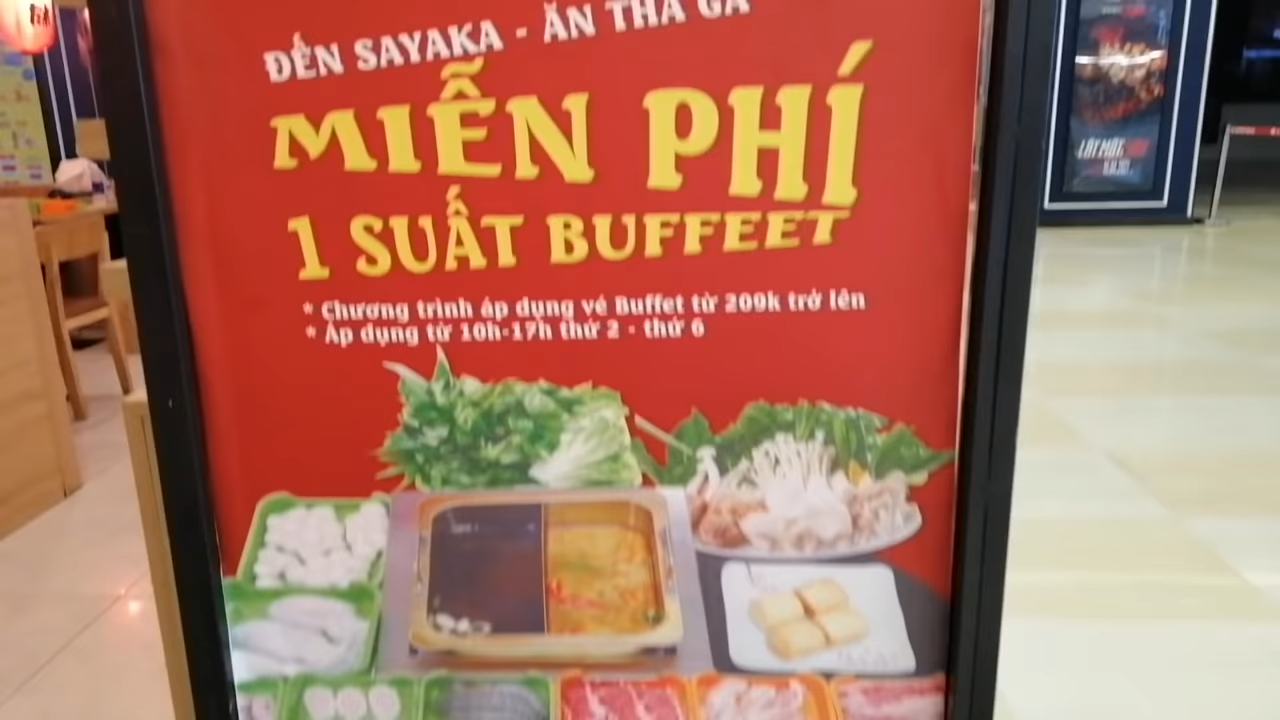 ĐẾN SAYAKA - ĂN THẢ GA
MIỄN PHÍ
1 SUẤT BUFFEET
* Chương trình áp dụng vé Buffet từ 209k trở lên
* Áp dụng từ 10h-17h thứ 2 - thứ 6